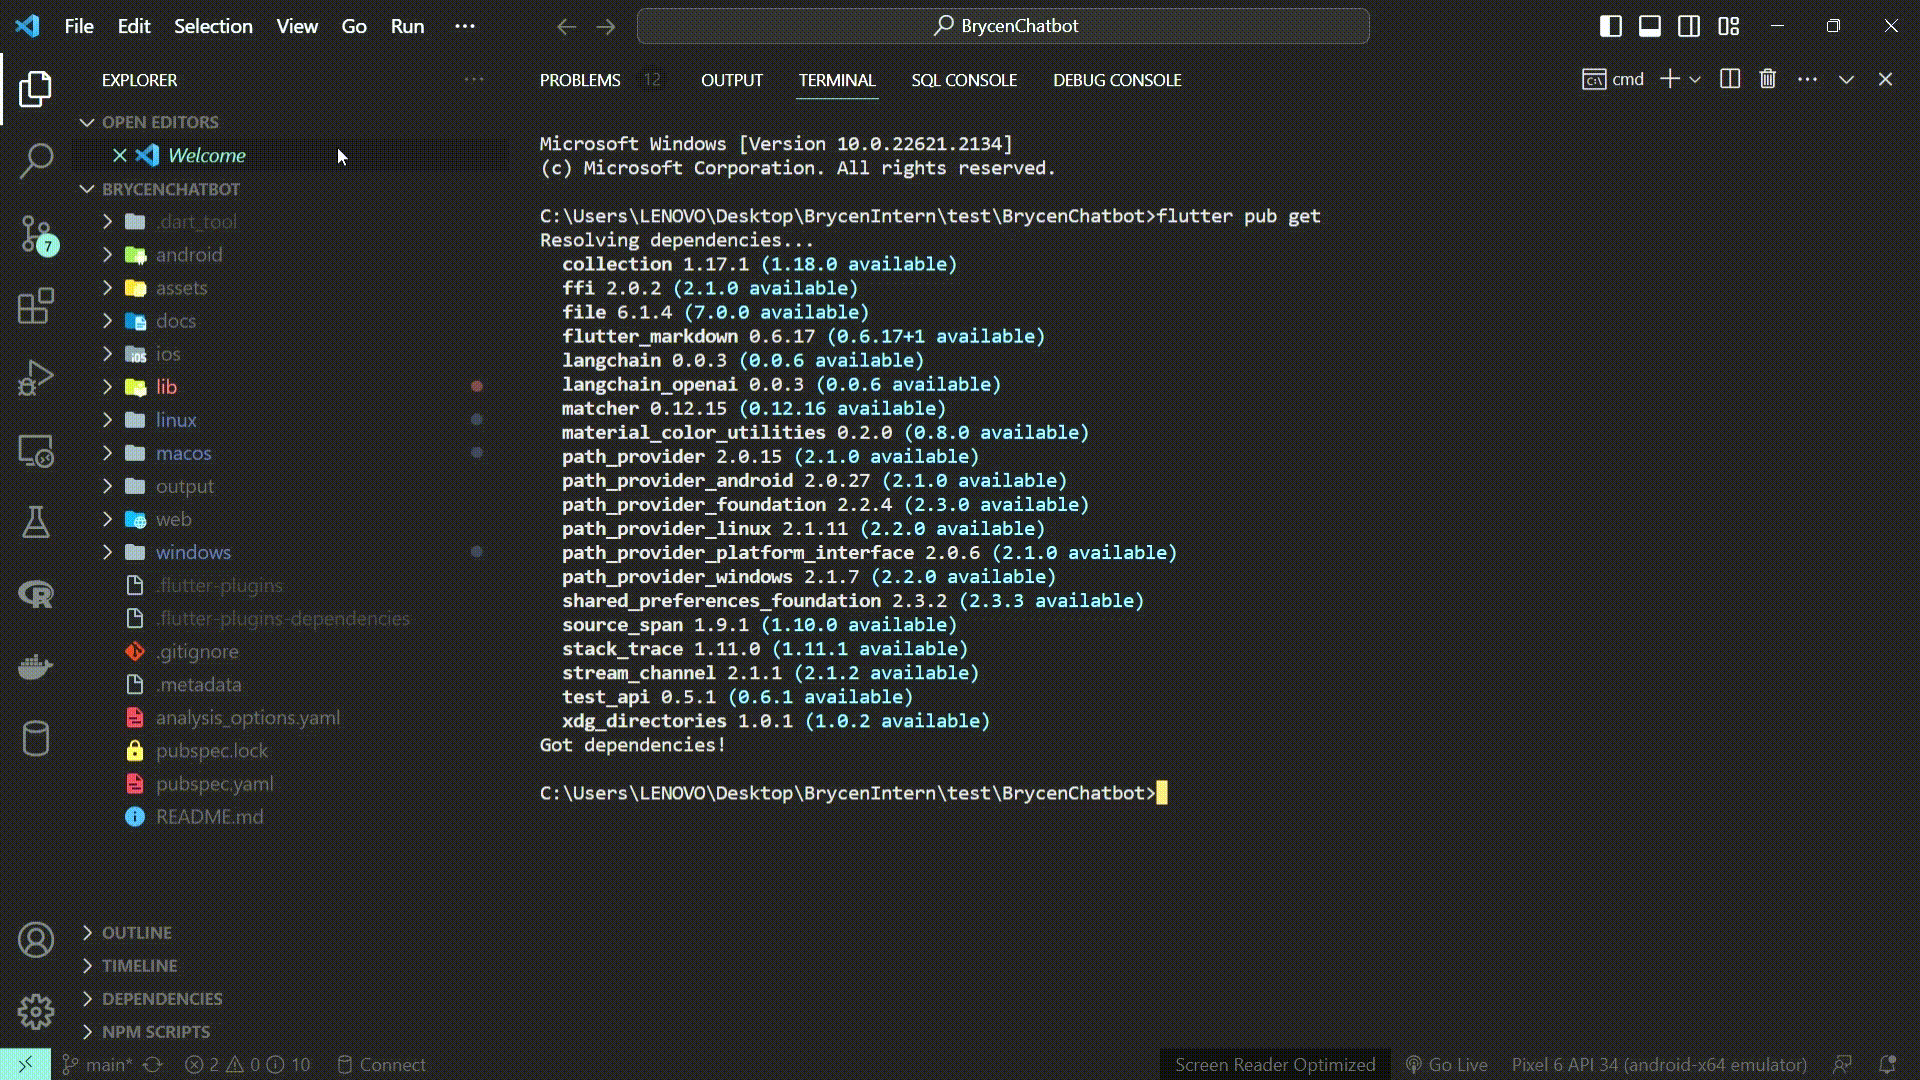 File Edit Selection View Go Run ...
BrycenChatbot
EXPLORER ...
PROBLEMS 12 OUTPUT TERMINAL SQL CONSOLE DEBUG CONSOLE
cmd
OPEN EDITORS
Welcome
BRYCENCHATBOT
.dart_tool
android
assets
docs
ios
lib
linux
macos
output
web
windows
.flutter-plugins
.flutter-plugins-dependencies
.gitignore
.metadata
analysis_options.yaml
pubspec.lock
pubspec.yaml
README.md
OUTLINE
TIMELINE
DEPENDENCIES
NPM SCRIPTS
7
Microsoft Windows [Version 10.0.22621.2134]
(c) Microsoft Corporation. All rights reserved.
C:\Users\LENOVO\Desktop\BrycenIntern\test\BrycenChatbot>flutter pub get
Resolving dependencies...
collection 1.17.1 (1.18.0 available)
ffi 2.0.2 (2.1.0 available)
file 6.1.4 (7.0.0 available)
flutter_markdown 0.6.17 (0.6.17+1 available)
langchain 0.0.3 (0.0.6 available)
langchain_openai 0.0.3 (0.0.6 available)
matcher 0.12.15 (0.12.16 available)
material_color_utilities 0.2.0 (0.8.0 available)
path_provider 2.0.15 (2.1.0 available)
path_provider_android 2.0.27 (2.1.0 available)
path_provider_foundation 2.2.4 (2.3.0 available)
path_provider_linux 2.1.11 (2.2.0 available)
path_provider_platform_interface 2.0.6 (2.1.0 available)
path_provider_windows 2.1.7 (2.2.0 available)
shared_preferences_foundation 2.3.2 (2.3.3 available)
source_span 1.9.1 (1.10.0 available)
stack_trace 1.11.0 (1.11.1 available)
stream_channel 2.1.1 (2.1.2 available)
test_api 0.5.1 (0.6.1 available)
xdg_directories 1.0.1 (1.0.2 available)
Got dependencies!
C:\Users\LENOVO\Desktop\BrycenIntern\test\BrycenChatbot>
main* 2 0 10 Connect
Screen Reader Optimized Go Live Pixel 6 API 34 (android-x64 emulator)